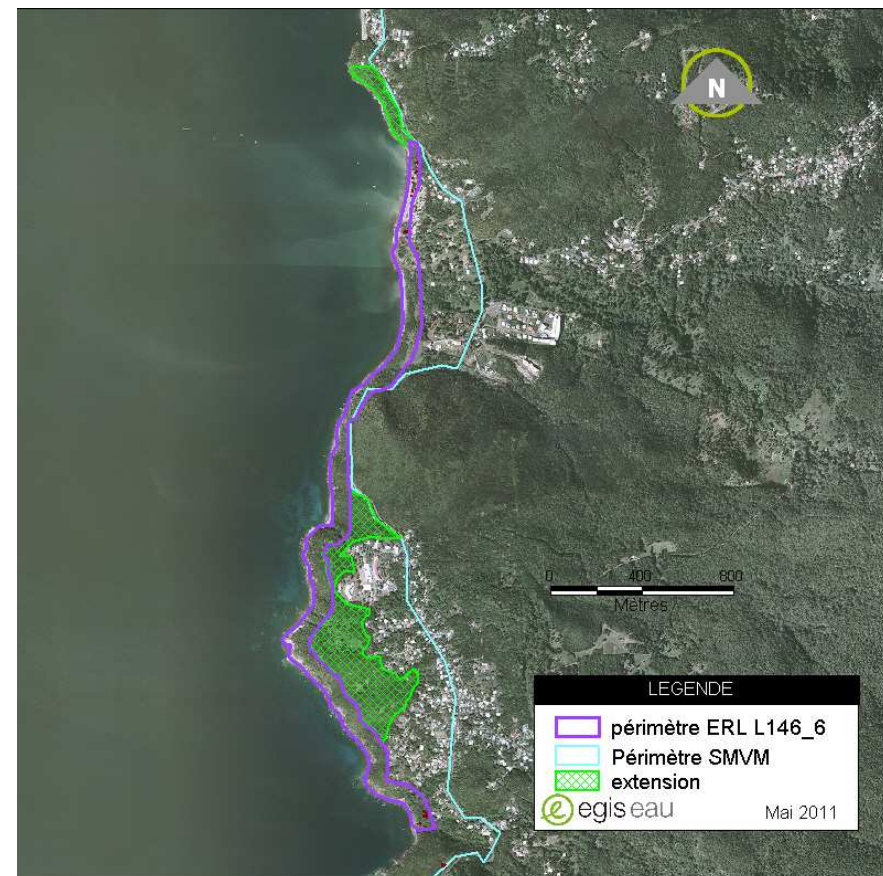 N
0 400 800
Mètres
LEGENDE
périmètre ERL L146_6
Périmètre SMVM
extension
egis eau Mai 2011